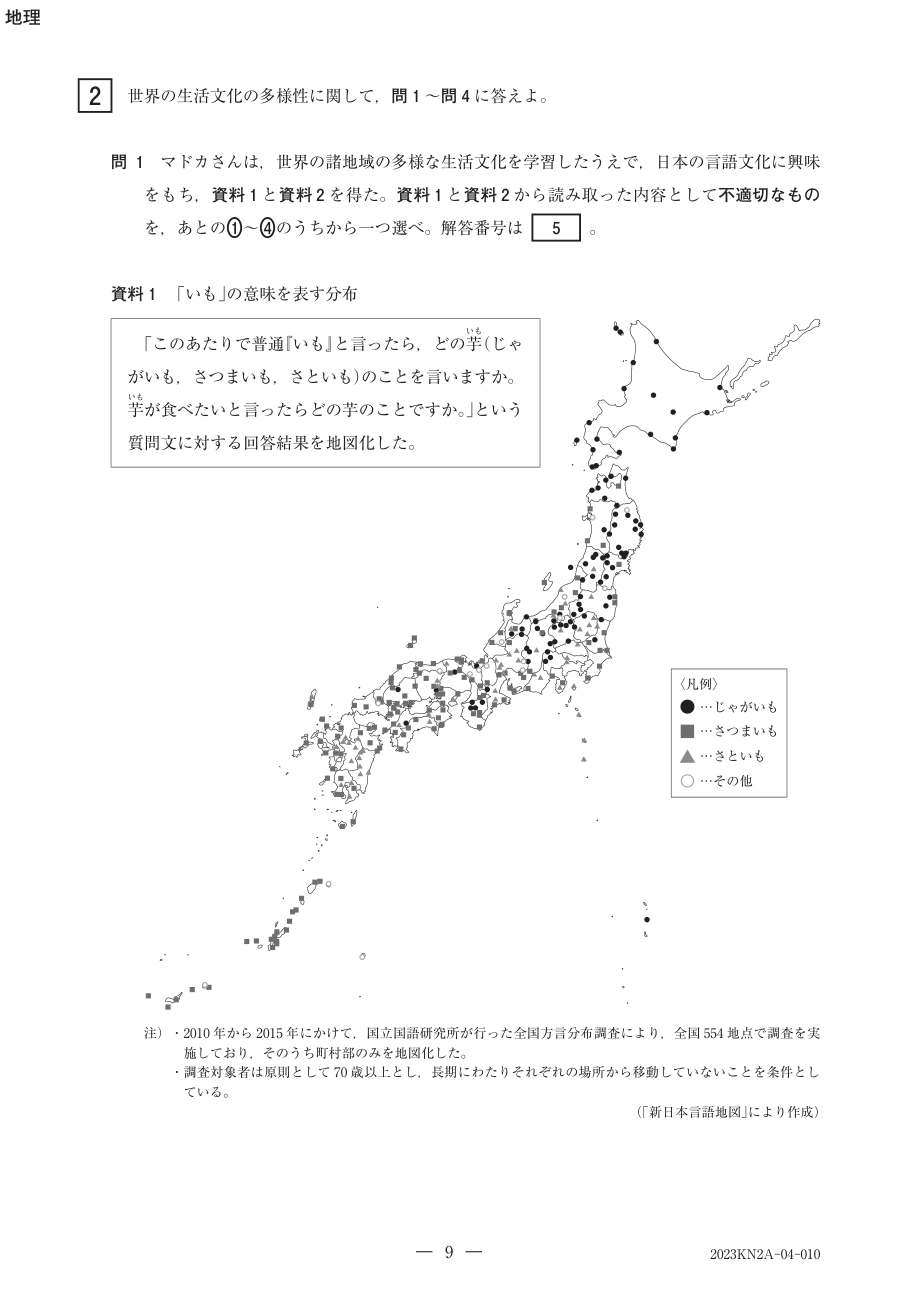 地理
2 世界の生活文化の多様性に関して，問1～問4に答えよ。
問1 マドカさんは，世界の諸地域の多様な生活文化を学習したうえで，日本の言語文化に興味
をもち，資料1と資料2を得た。資料1と資料2から読み取った内容として不適切なもの
を，あとの①～④のうちから一つ選べ。解答番号は 5 。
資料1 「いも」の意味を表す分布
「このあたりで普通『いも』と言ったら，どの芋(じゃ
いも
がいも，さつまいも，さといも)のことを言いますか。
いも
芋が食べたいと言ったらどの芋のことですか。」という
質問文に対する回答結果を地図化した。
〈凡例〉
●…じゃがいも
■…さつまいも
▲…さといも
○…その他
注）・2010年から2015年にかけて，国立国語研究所が行った全国方言分布調査により，全国554地点で調査を実
施しており，そのうち町村部のみを地図化した。
・調査対象者は原則として70歳以上とし，長期にわたりそれぞれの場所から移動していないことを条件とし
ている。
（「新日本言語地図」により作成）
― 9 ―
2023KN2A-04-010